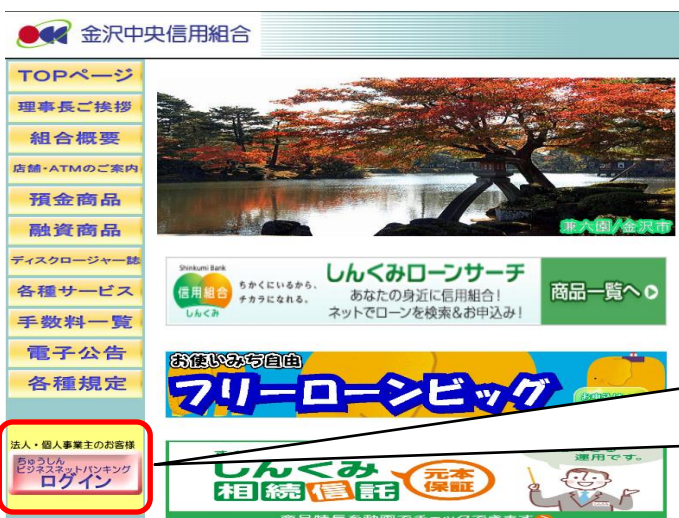 金沢中央信用組合
TOPページ
理事長ご挨拶
組合概要
店舗・ATMのご案内
預金商品
融資商品
ディスクロージャー誌
各種サービス
手数料一覧
電子公告
各種規定
法人・個人事業主のお客様
ちゅうしん
ビジネスネットバンキング
ログイン
兼六園/金沢市
Shinkumi Bank
信用組合
しんくみ
ちかくにいるから、
チカラになれる。
しんくみローンサーチ
あなたの身近に信用組合!
ネットでローンを検索&お申込み!
商品一覧へ
お使いみち自由
フリーローンビッグ
しんくみ
相続信託
元本
保証
運用です。